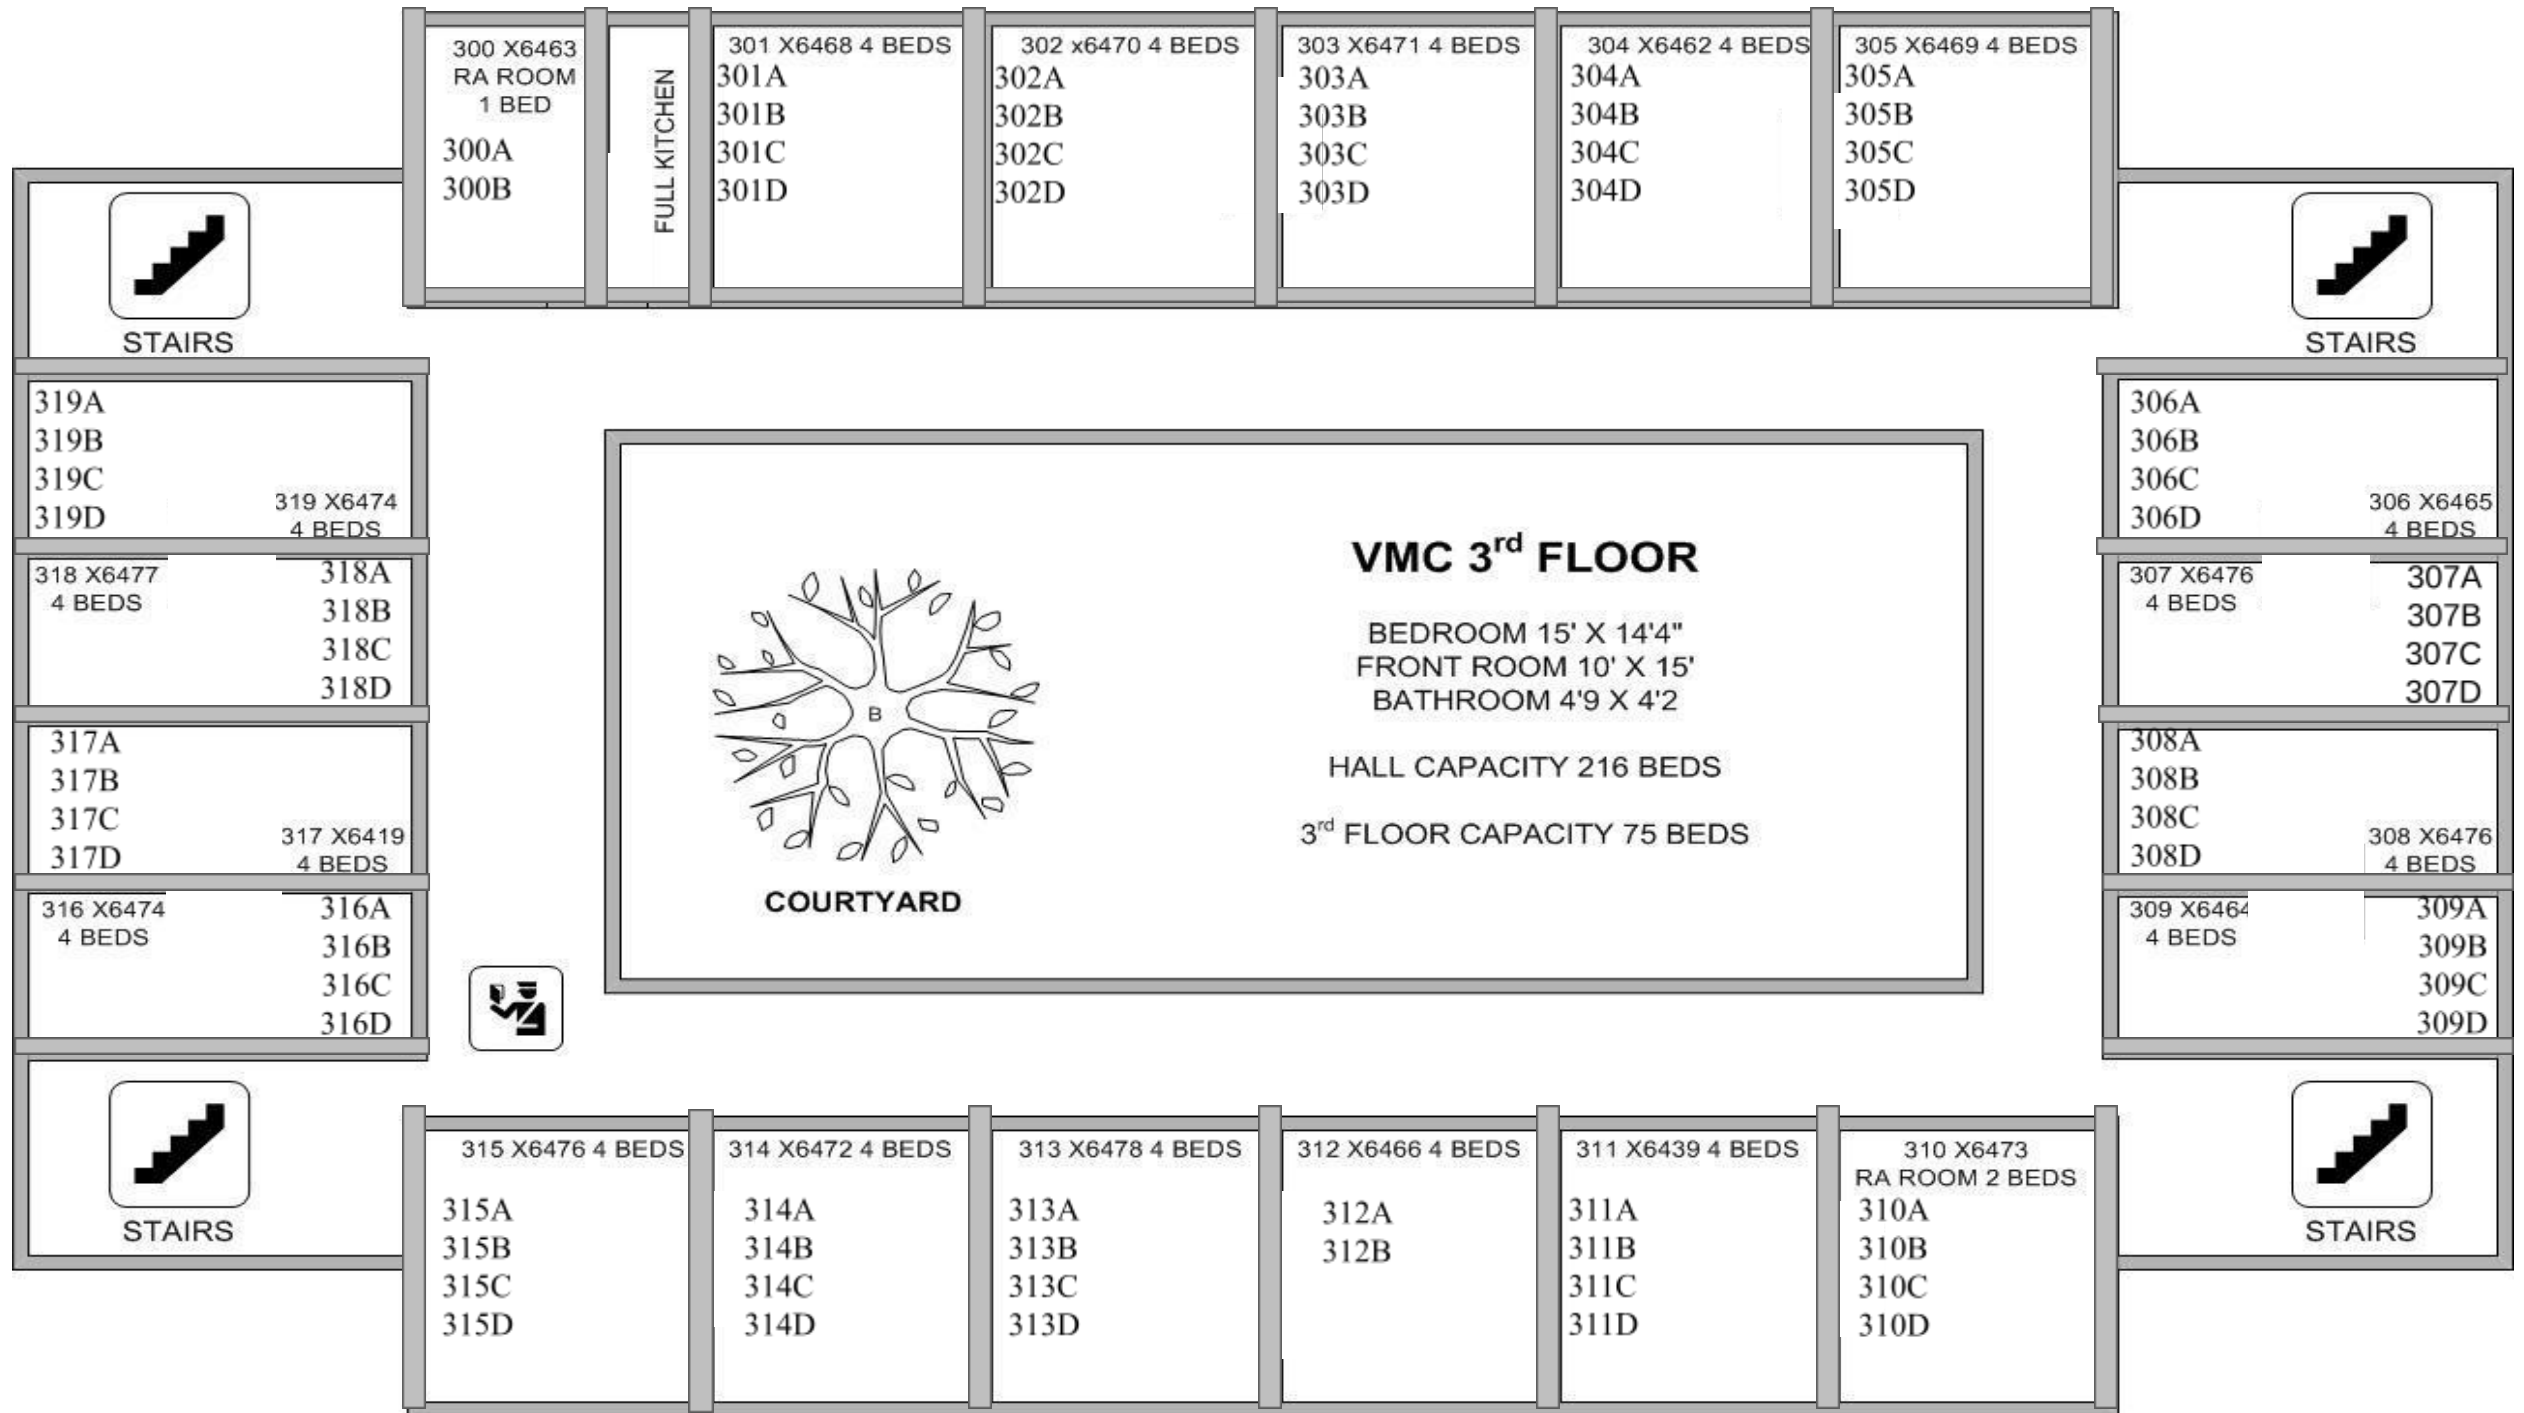 300 X6463
RA ROOM
1 BED
300A
300B
FULL KITCHEN
301 X6468 4 BEDS
301A
301B
301C
301D
302 x6470 4 BEDS
302A
302B
302C
302D
303 X6471 4 BEDS
303A
303B
303C
303D
304 X6462 4 BEDS
304A
304B
304C
304D
305 X6469 4 BEDS
305A
305B
305C
305D
STAIRS
STAIRS
319A
319B
319C
319D
319 X6474
4 BEDS
318 X6477
4 BEDS
318A
318B
318C
318D
317A
317B
317C
317D
317 X6419
4 BEDS
316 X6474
4 BEDS
316A
316B
316C
316D
B
COURTYARD
VMC 3rd FLOOR
BEDROOM 15' X 14'4"
FRONT ROOM 10' X 15'
BATHROOM 4'9 X 4'2
HALL CAPACITY 216 BEDS
3rd FLOOR CAPACITY 75 BEDS
306A
306B
306C
306D
306 X6465
4 BEDS
307 X6476
4 BEDS
307A
307B
307C
307D
308A
308B
308C
308D
308 X6476
4 BEDS
309 X6464
4 BEDS
309A
309B
309C
309D
STAIRS
STAIRS
315 X6476 4 BEDS
315A
315B
315C
315D
314 X6472 4 BEDS
314A
314B
314C
314D
313 X6478 4 BEDS
313A
313B
313C
313D
312 X6466 4 BEDS
312A
312B
311 X6439 4 BEDS
311A
311B
311C
311D
310 X6473
RA ROOM 2 BEDS
310A
310B
310C
310D